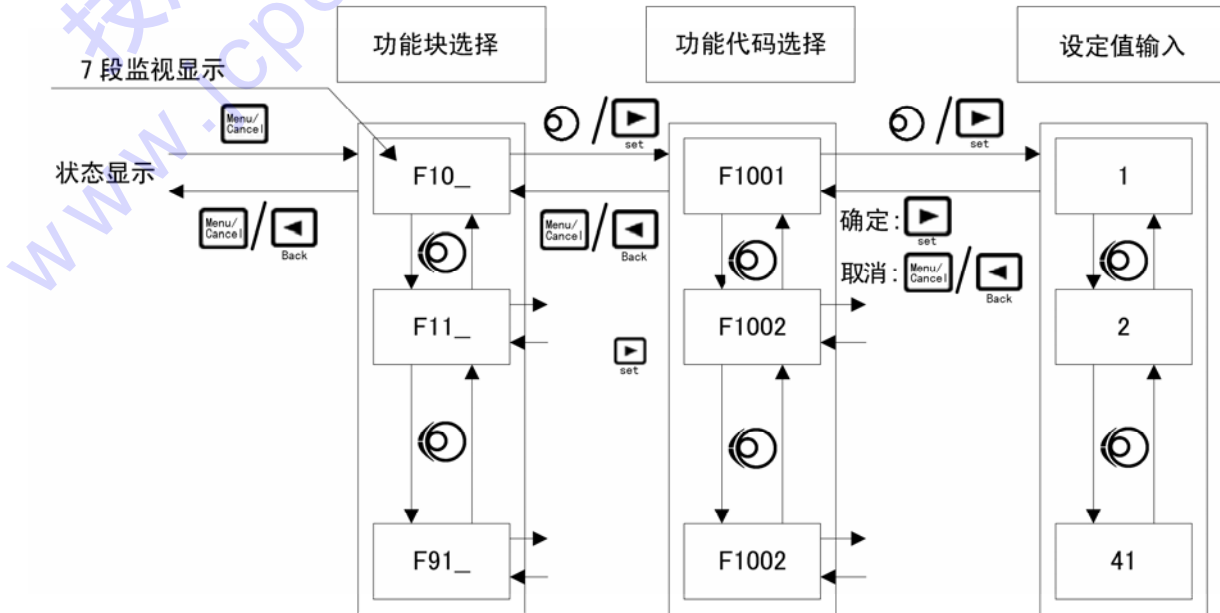 功能块选择
功能代码选择
设定值输入
7段监视显示
Menu/
Cancel
set
set
状态显示
F10_
F1001
1
Menu/
Cancel
Back
Menu/
Cancel
Back
确定:
set
取消:
Menu/
Cancel
Back
F11_
F1002
2
set
F91_
F1002
41